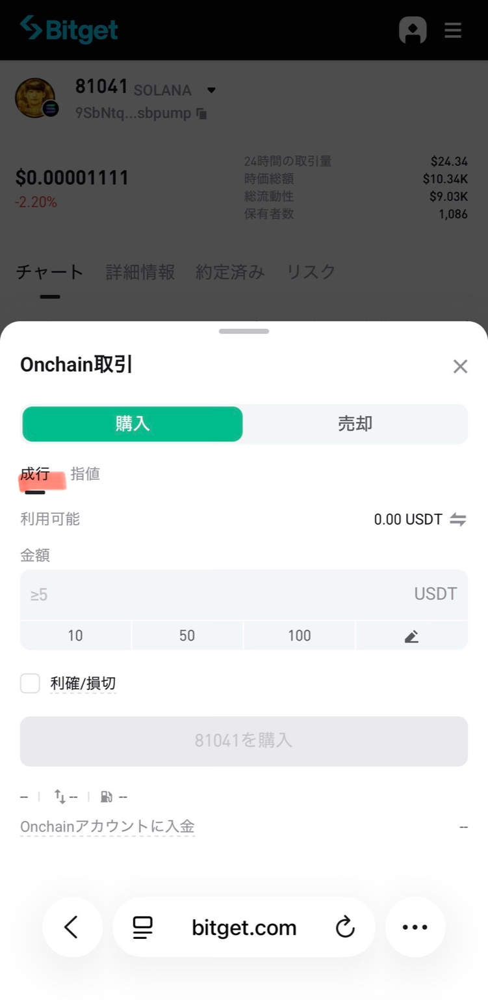 Bitget
81041 SOLANA
9SbNtq...sbpump
$0.00001111
-2.20%
24時間の取引量 $24.34
時価総額 $10.34K
総流動性 $9.03K
保有者数 1,086
チャート 詳細情報 約定済み リスク
Onchain取引
購入 売却
成行 指値
利用可能 0.00 USDT
金額
≥5 USDT
10 50 100
利確/損切
81041を購入
-- | -- | --
Onchainアカウントに入金 --
bitget.com